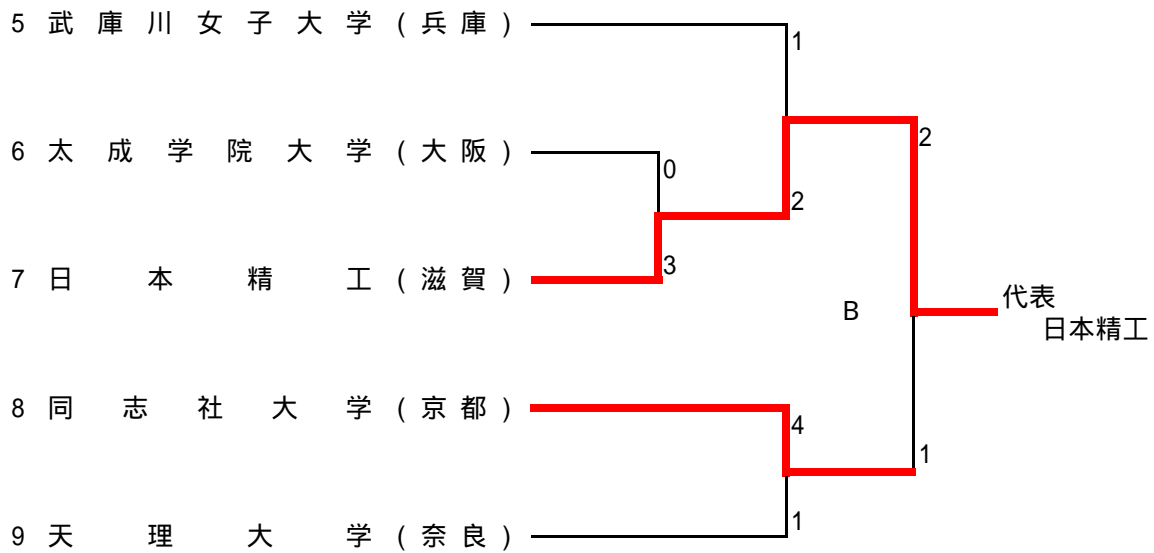 5 武庫川女子大学 (兵庫)
1
6 太成学院大学 (大阪)
0
2
2
7 日本精工 (滋賀)
3
B
代表
日本精工
8 同志社大学 (京都)
4
1
9 天理大学 (奈良)
1